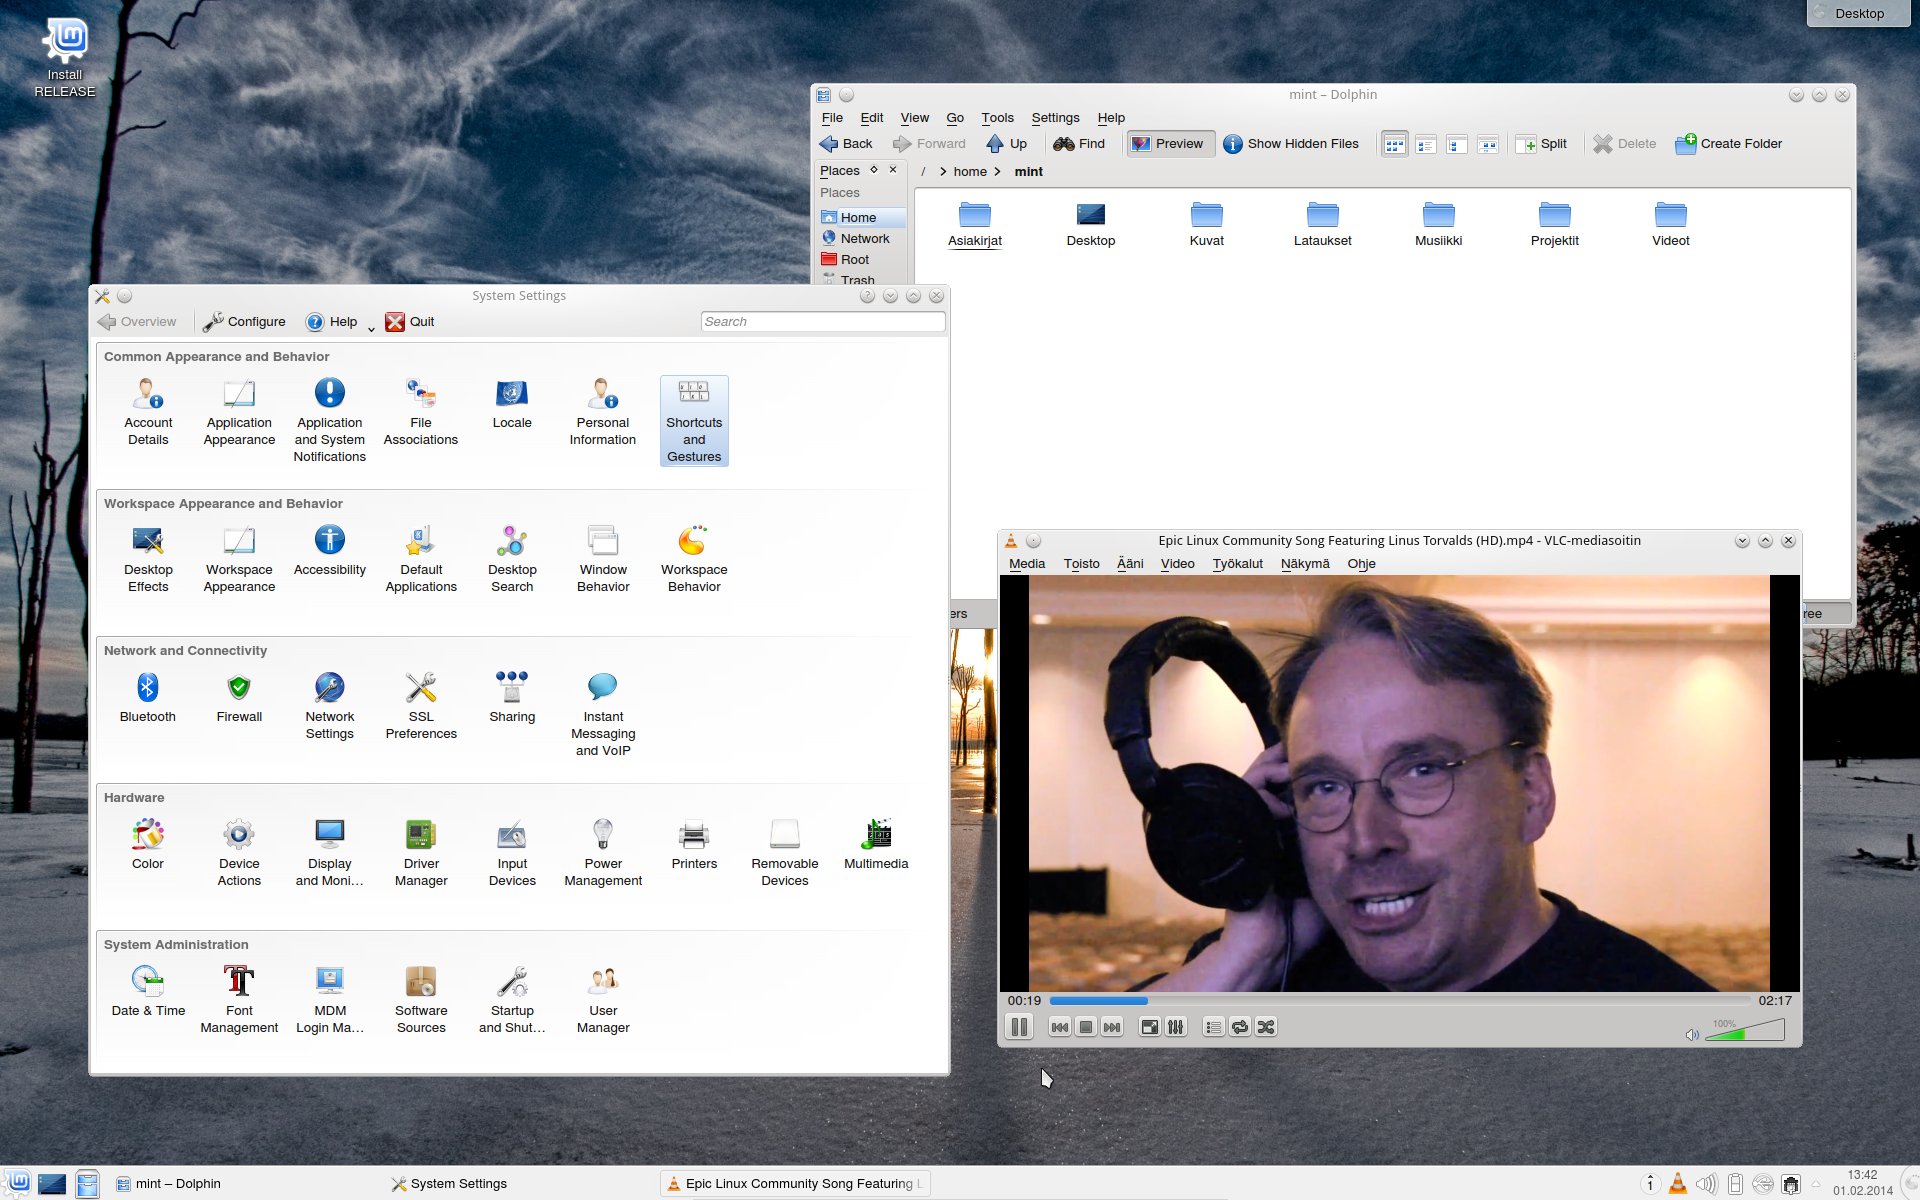 Install
RELEASE
Desktop
mint – Dolphin
File Edit View Go Tools Settings Help
Back Forward Up Find Preview Show Hidden Files Split Delete Create Folder
Places
/ > home > mint
Places
Home
Network
Root
Trash
Asiakirjat Desktop Kuvat Lataukset Musiikki Projektit Videot
System Settings
Overview Configure Help Quit Search
Common Appearance and Behavior
Account
Details
Application
Appearance
Application
and System
Notifications
File
Associations
Locale
Personal
Information
Shortcuts
and
Gestures
Workspace Appearance and Behavior
Desktop
Effects
Workspace
Appearance
Accessibility
Default
Applications
Desktop
Search
Window
Behavior
Workspace
Behavior
Network and Connectivity
Bluetooth
Firewall
Network
Settings
SSL
Preferences
Sharing
Instant
Messaging
and VoIP
Hardware
Color
Device
Actions
Display
and Moni...
Driver
Manager
Input
Devices
Power
Management
Printers
Removable
Devices
Multimedia
System Administration
Date & Time
Font
Management
MDM
Login Ma...
Software
Sources
Startup
and Shut...
User
Manager
ers
ree
Epic Linux Community Song Featuring Linus Torvalds (HD).mp4 - VLC-mediasoitin
Media Toisto Ääni Video Työkalut Näkymä Ohje
00:19 02:17
100%
mint – Dolphin
System Settings
Epic Linux Community Song Featuring L
13:42
01.02.2014